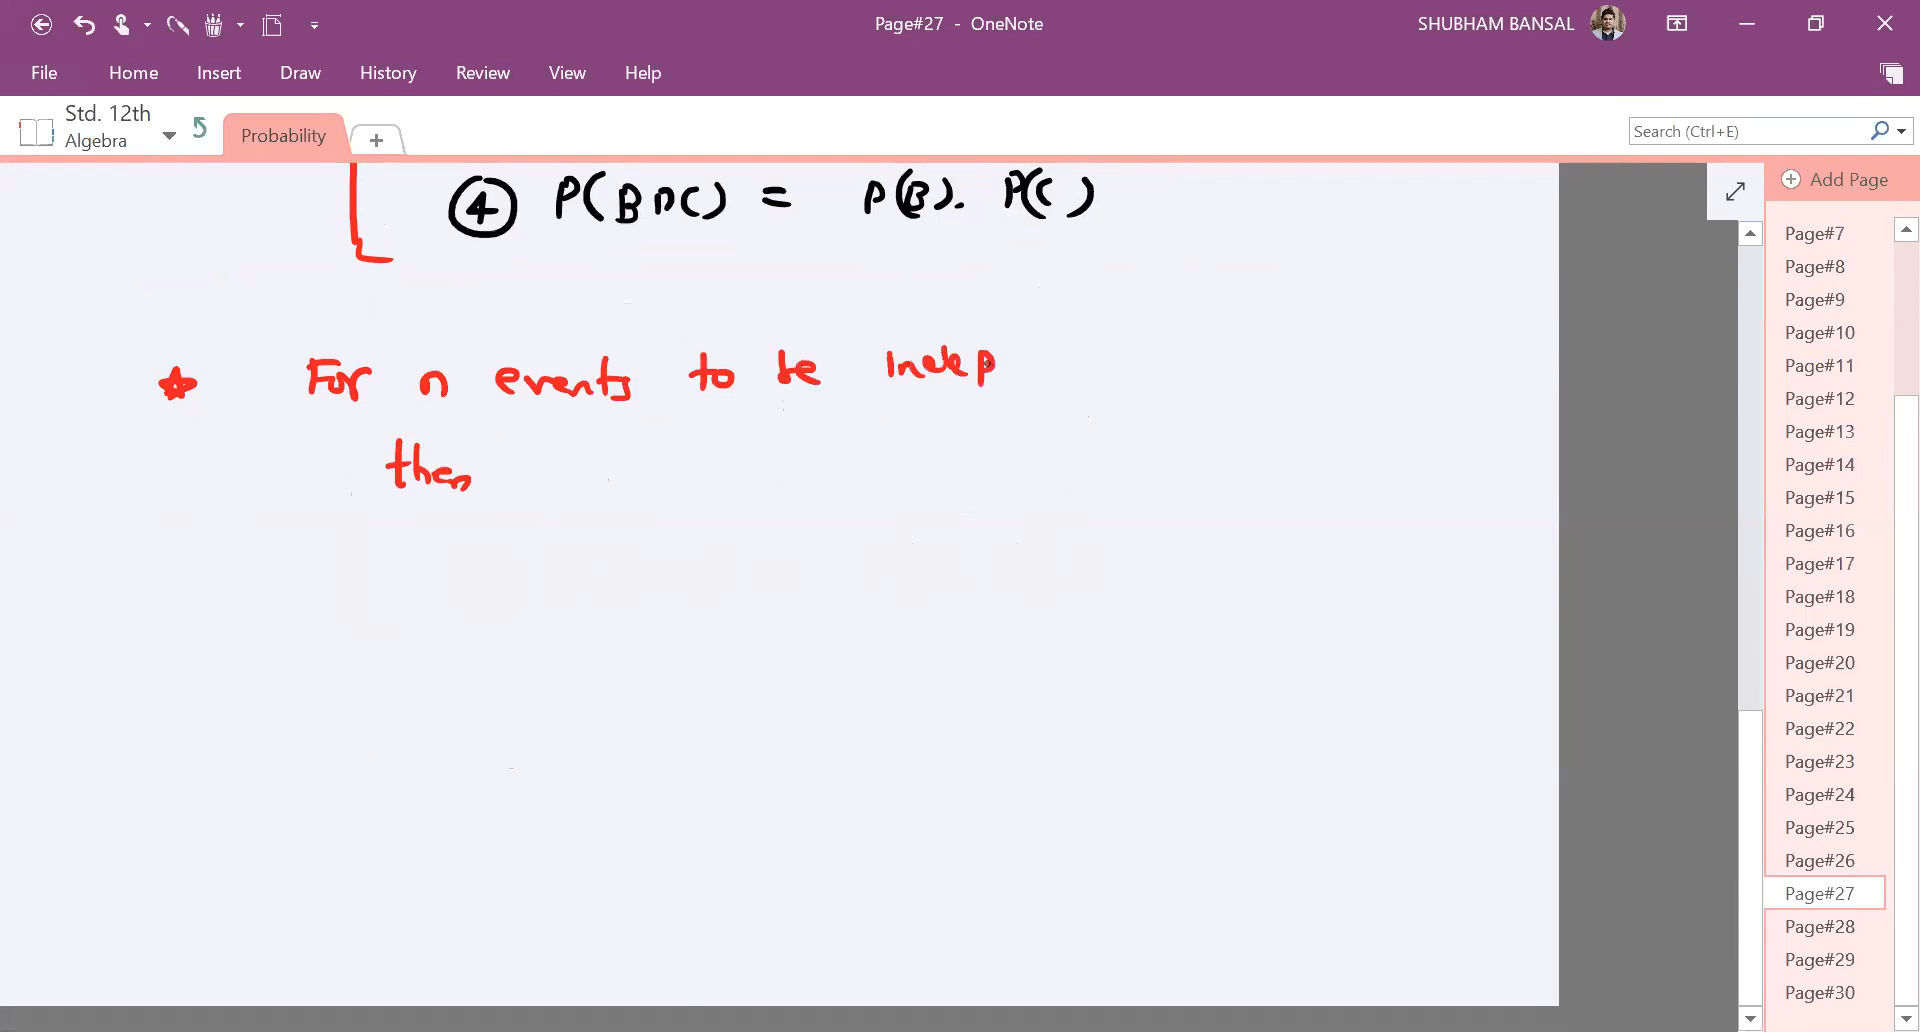 Page#27 - OneNote
SHUBHAM BANSAL
File Home Insert Draw History Review View Help
Std. 12th
Algebra
Probability
Search (Ctrl+E)
Add Page
④ P(B∩C) = P(B). P(C)
For n events to be indep
then
Page#7
Page#8
Page#9
Page#10
Page#11
Page#12
Page#13
Page#14
Page#15
Page#16
Page#17
Page#18
Page#19
Page#20
Page#21
Page#22
Page#23
Page#24
Page#25
Page#26
Page#27
Page#28
Page#29
Page#30